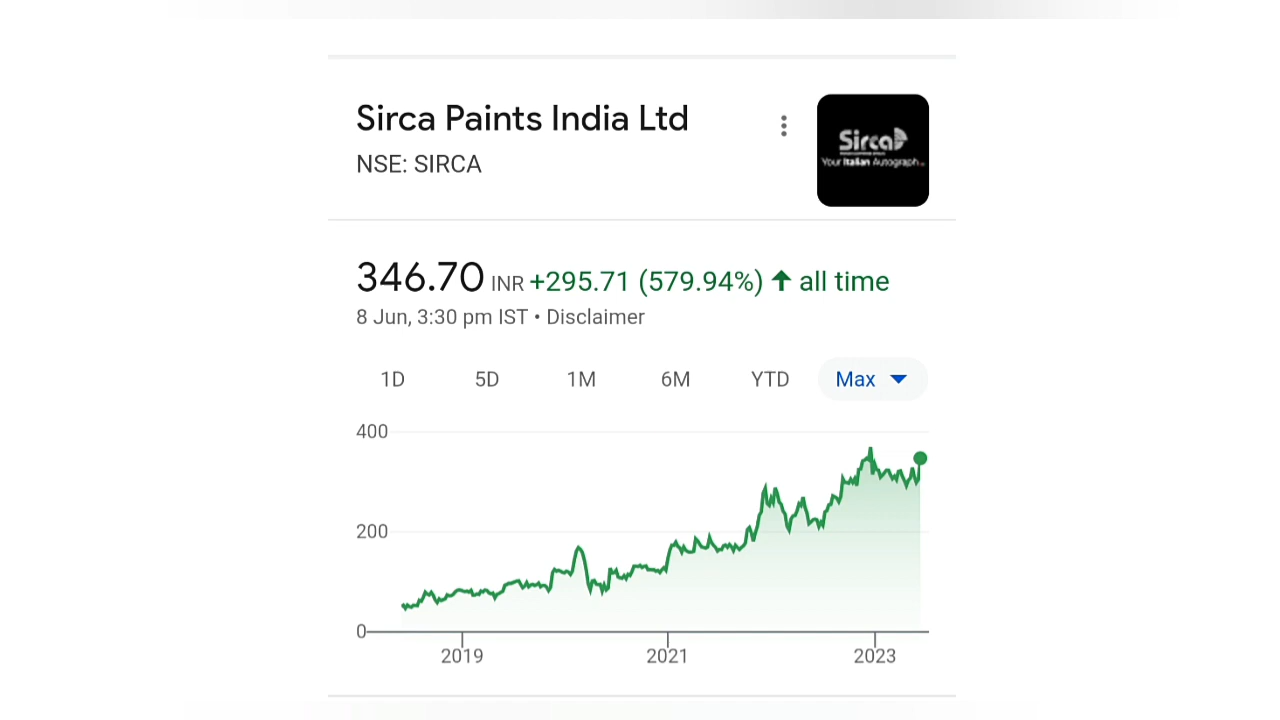 Sirca Paints India Ltd
NSE: SIRCA
Sirca
Your Italian Autograph
346.70 INR +295.71 (579.94%) ↑ all time
8 Jun, 3:30 pm IST • Disclaimer
1D 5D 1M 6M YTD Max
400
200
0
2019 2021 2023